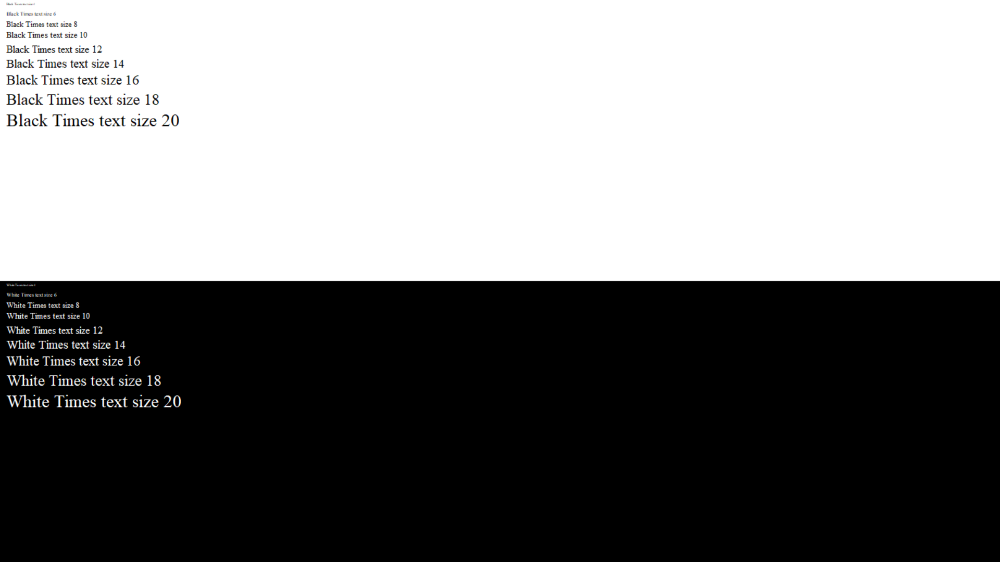 Black Times text size 4
Black Times text size 6
Black Times text size 8
Black Times text size 10
Black Times text size 12
Black Times text size 14
Black Times text size 16
Black Times text size 18
Black Times text size 20
White Times text size 4
White Times text size 6
White Times text size 8
White Times text size 10
White Times text size 12
White Times text size 14
White Times text size 16
White Times text size 18
White Times text size 20